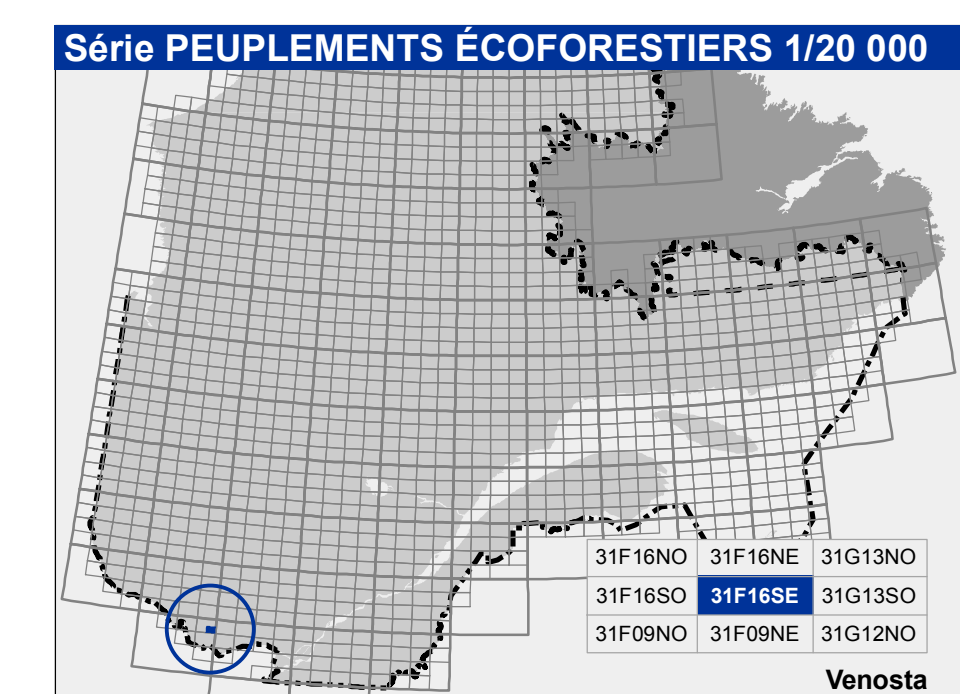 Série PEUPLEMENTS ÉCOFORESTIERS 1/20 000
31F16NO 31F16NE 31G13NO
31F16SO 31F16SE 31G13SO
31F09NO 31F09NE 31G12NO
Venosta